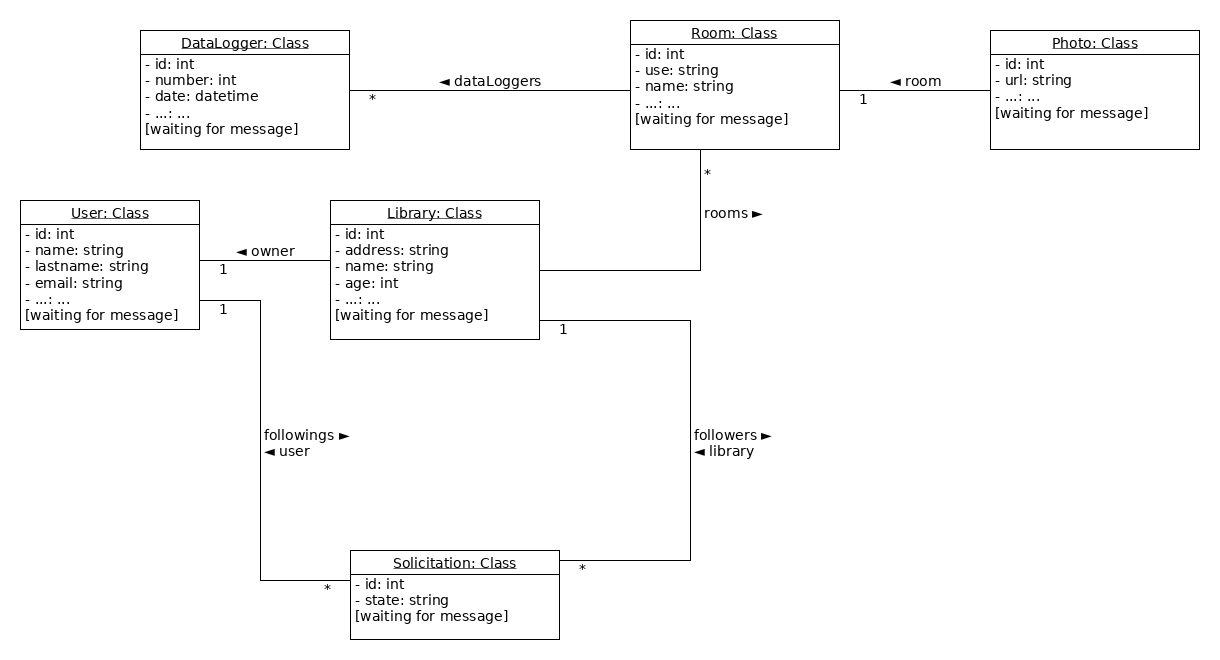 DataLogger: Class
- id: int
- number: int
- date: datetime
- ...: ...
[waiting for message]
◄ dataLoggers
*
Room: Class
- id: int
- use: string
- name: string
- ...: ...
[waiting for message]
◄ room
1
Photo: Class
- id: int
- url: string
- ...: ...
[waiting for message]
*
rooms ►
User: Class
- id: int
- name: string
- lastname: string
- email: string
- ...: ...
[waiting for message]
◄ owner
1
1
Library: Class
- id: int
- address: string
- name: string
- age: int
- ...: ...
[waiting for message]
1
followings ►
◄ user
followers ►
◄ library
*
*
Solicitation: Class
- id: int
- state: string
[waiting for message]